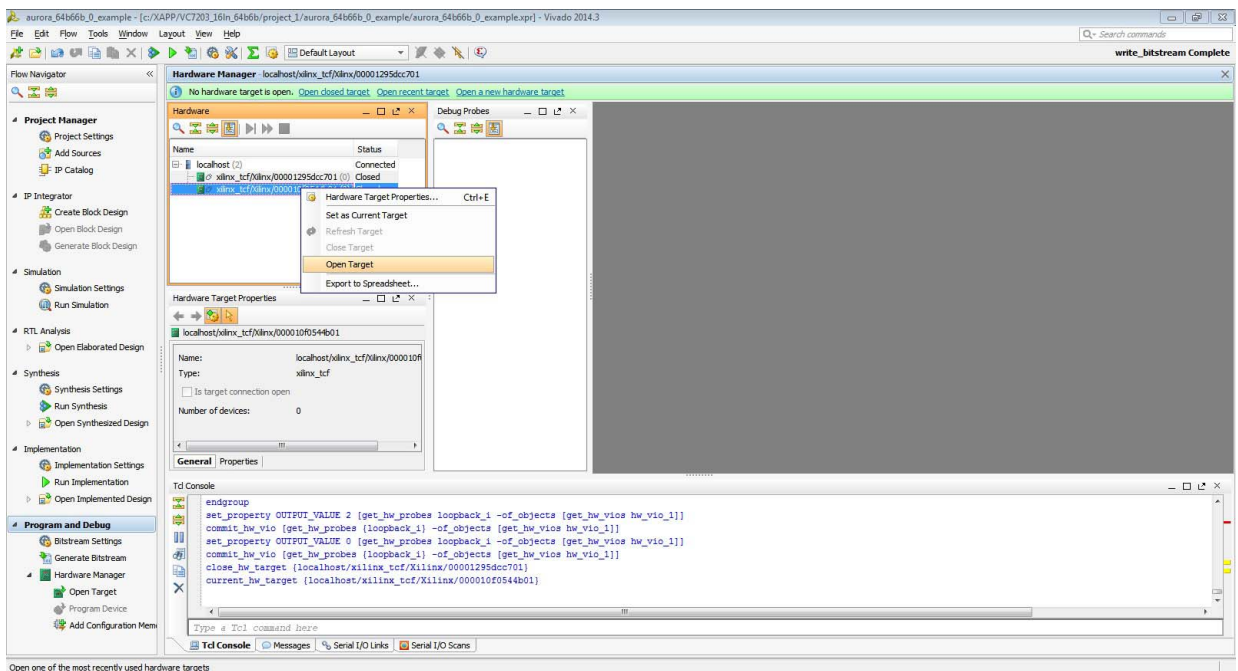 aurora_64b66b_0_example - [c:/XAPP/VC7203_16ln_64b6b/project_1/aurora_64b66b_0_example/aurora_64b66b_0_example.xpr] - Vivado 2014.3
File Edit Flow Tools Window Layout View Help
Search commands
Default Layout
write_bitstream Complete
Flow Navigator
Project Manager
Project Settings
Add Sources
IP Catalog
IP Integrator
Create Block Design
Open Block Design
Generate Block Design
Simulation
Simulation Settings
Run Simulation
RTL Analysis
Open Elaborated Design
Synthesis
Synthesis Settings
Run Synthesis
Open Synthesized Design
Implementation
Implementation Settings
Run Implementation
Open Implemented Design
Program and Debug
Bitstream Settings
Generate Bitstream
Hardware Manager
Open Target
Program Device
Add Configuration Mem
Hardware Manager - localhost/xilinx_tcf/Xilinx/00001295dcc701
No hardware target is open. Open closed target Open recent target Open a new hardware target
Hardware
Name Status
localhost (2) Connected
xilinx_tcf/Xilinx/00001295dcc701 (0) Closed
Hardware Target Properties... Ctrl+E
Set as Current Target
Refresh Target
Close Target
Open Target
Export to Spreadsheet...
Debug Probes
Hardware Target Properties
localhost/xilinx_tcf/Xilinx/000010f0544b01
Name: localhost/xilinx_tcf/Xilinx/000010f
Type: xilinx_tcf
Is target connection open
Number of devices: 0
General Properties
Tcl Console
endgroup
set_property OUTPUT_VALUE 2 [get_hw_probes loopback_i -of_objects [get_hw_vios hw_vio_1]]
commit_hw_vio [get_hw_probes {loopback_i} -of_objects [get_hw_vios hw_vio_1]]
set_property OUTPUT_VALUE 0 [get_hw_probes loopback_i -of_objects [get_hw_vios hw_vio_1]]
commit_hw_vio [get_hw_probes {loopback_i} -of_objects [get_hw_vios hw_vio_1]]
close_hw_target {localhost/xilinx_tcf/Xilinx/00001295dcc701}
current_hw_target {localhost/xilinx_tcf/Xilinx/000010f0544b01}
Type a Tcl command here
Tcl Console Messages Serial I/O Links Serial I/O Scans
Open one of the most recently used hardware targets